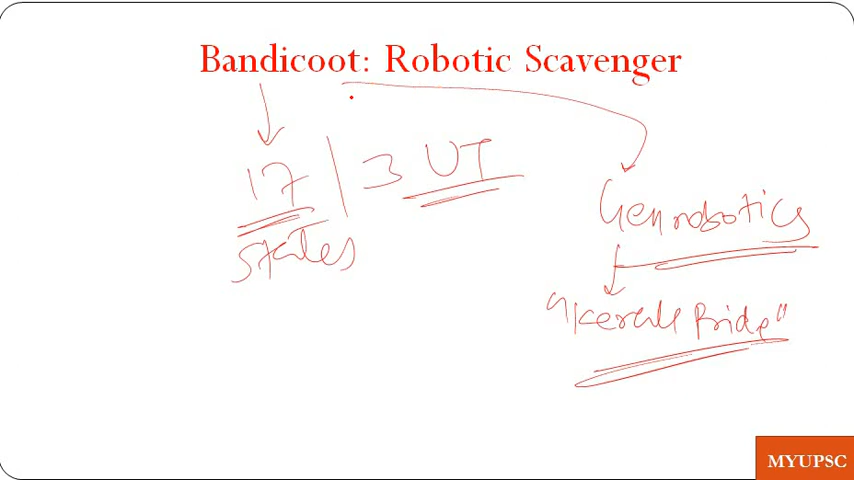 Bandicoot: Robotic Scavenger
17 | 3 UT
states
Genrobotics
"Kerala Pride"
MYUPSC